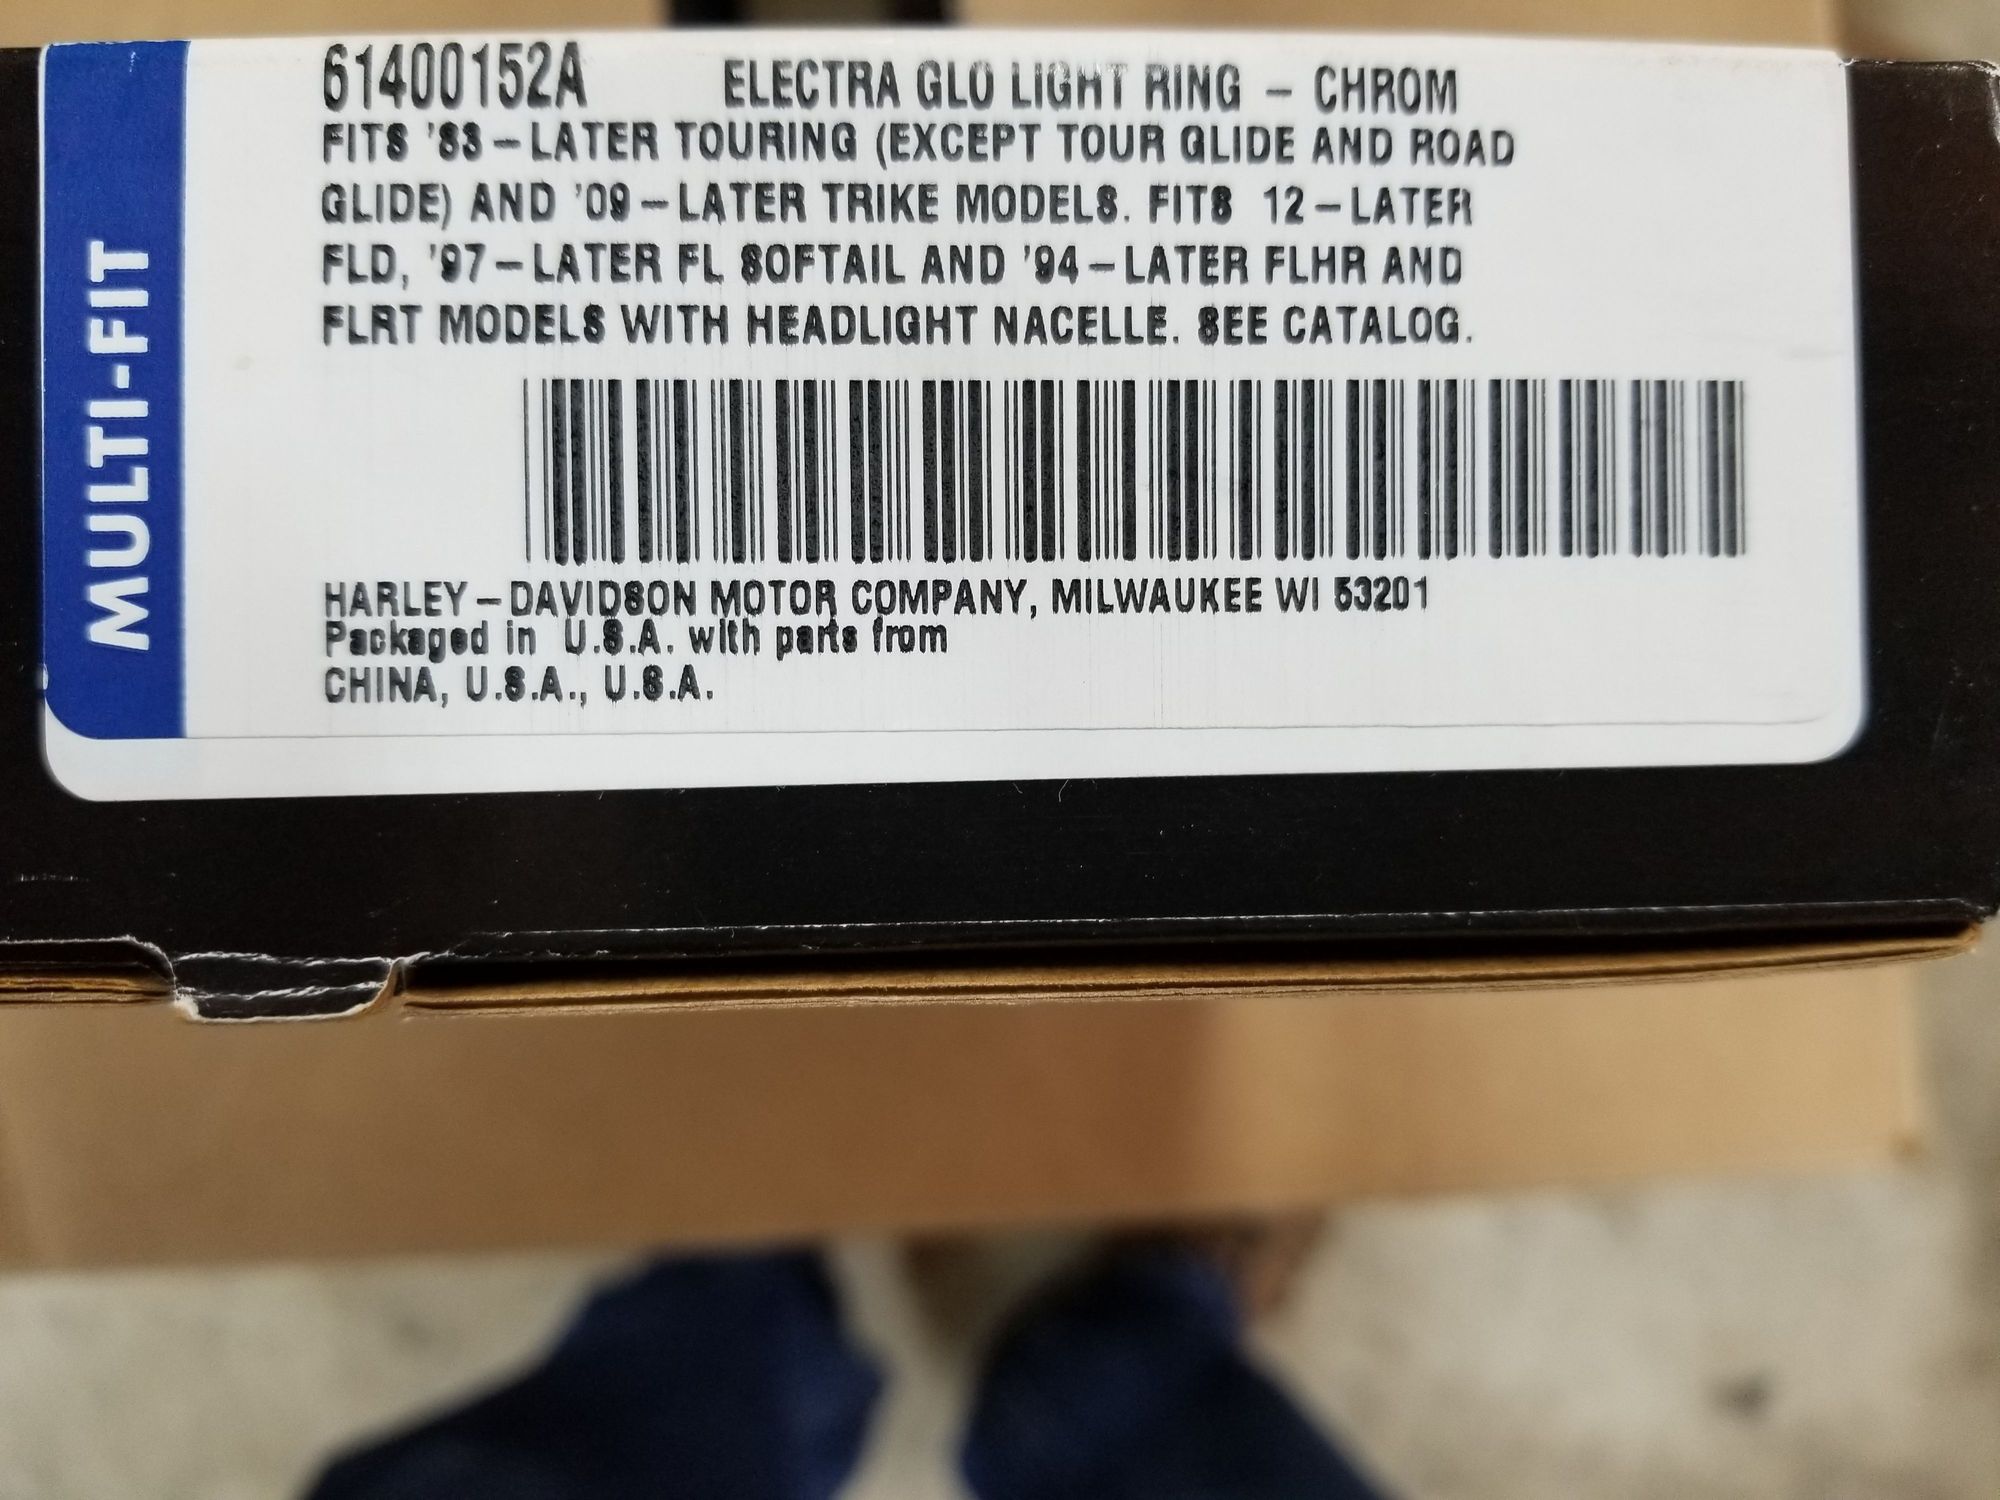 MULTI-FIT
61400152A ELECTRA GLO LIGHT RING - CHROM
FITS '83-LATER TOURING (EXCEPT TOUR GLIDE AND ROAD
GLIDE) AND '09-LATER TRIKE MODELS. FITS 12-LATER
FLD, '97-LATER FL SOFTAIL AND '94-LATER FLHR AND
FLRT MODELS WITH HEADLIGHT NACELLE. SEE CATALOG.
HARLEY-DAVIDSON MOTOR COMPANY, MILWAUKEE WI 53201
Packaged in U.S.A. with parts from
CHINA, U.S.A., U.S.A.